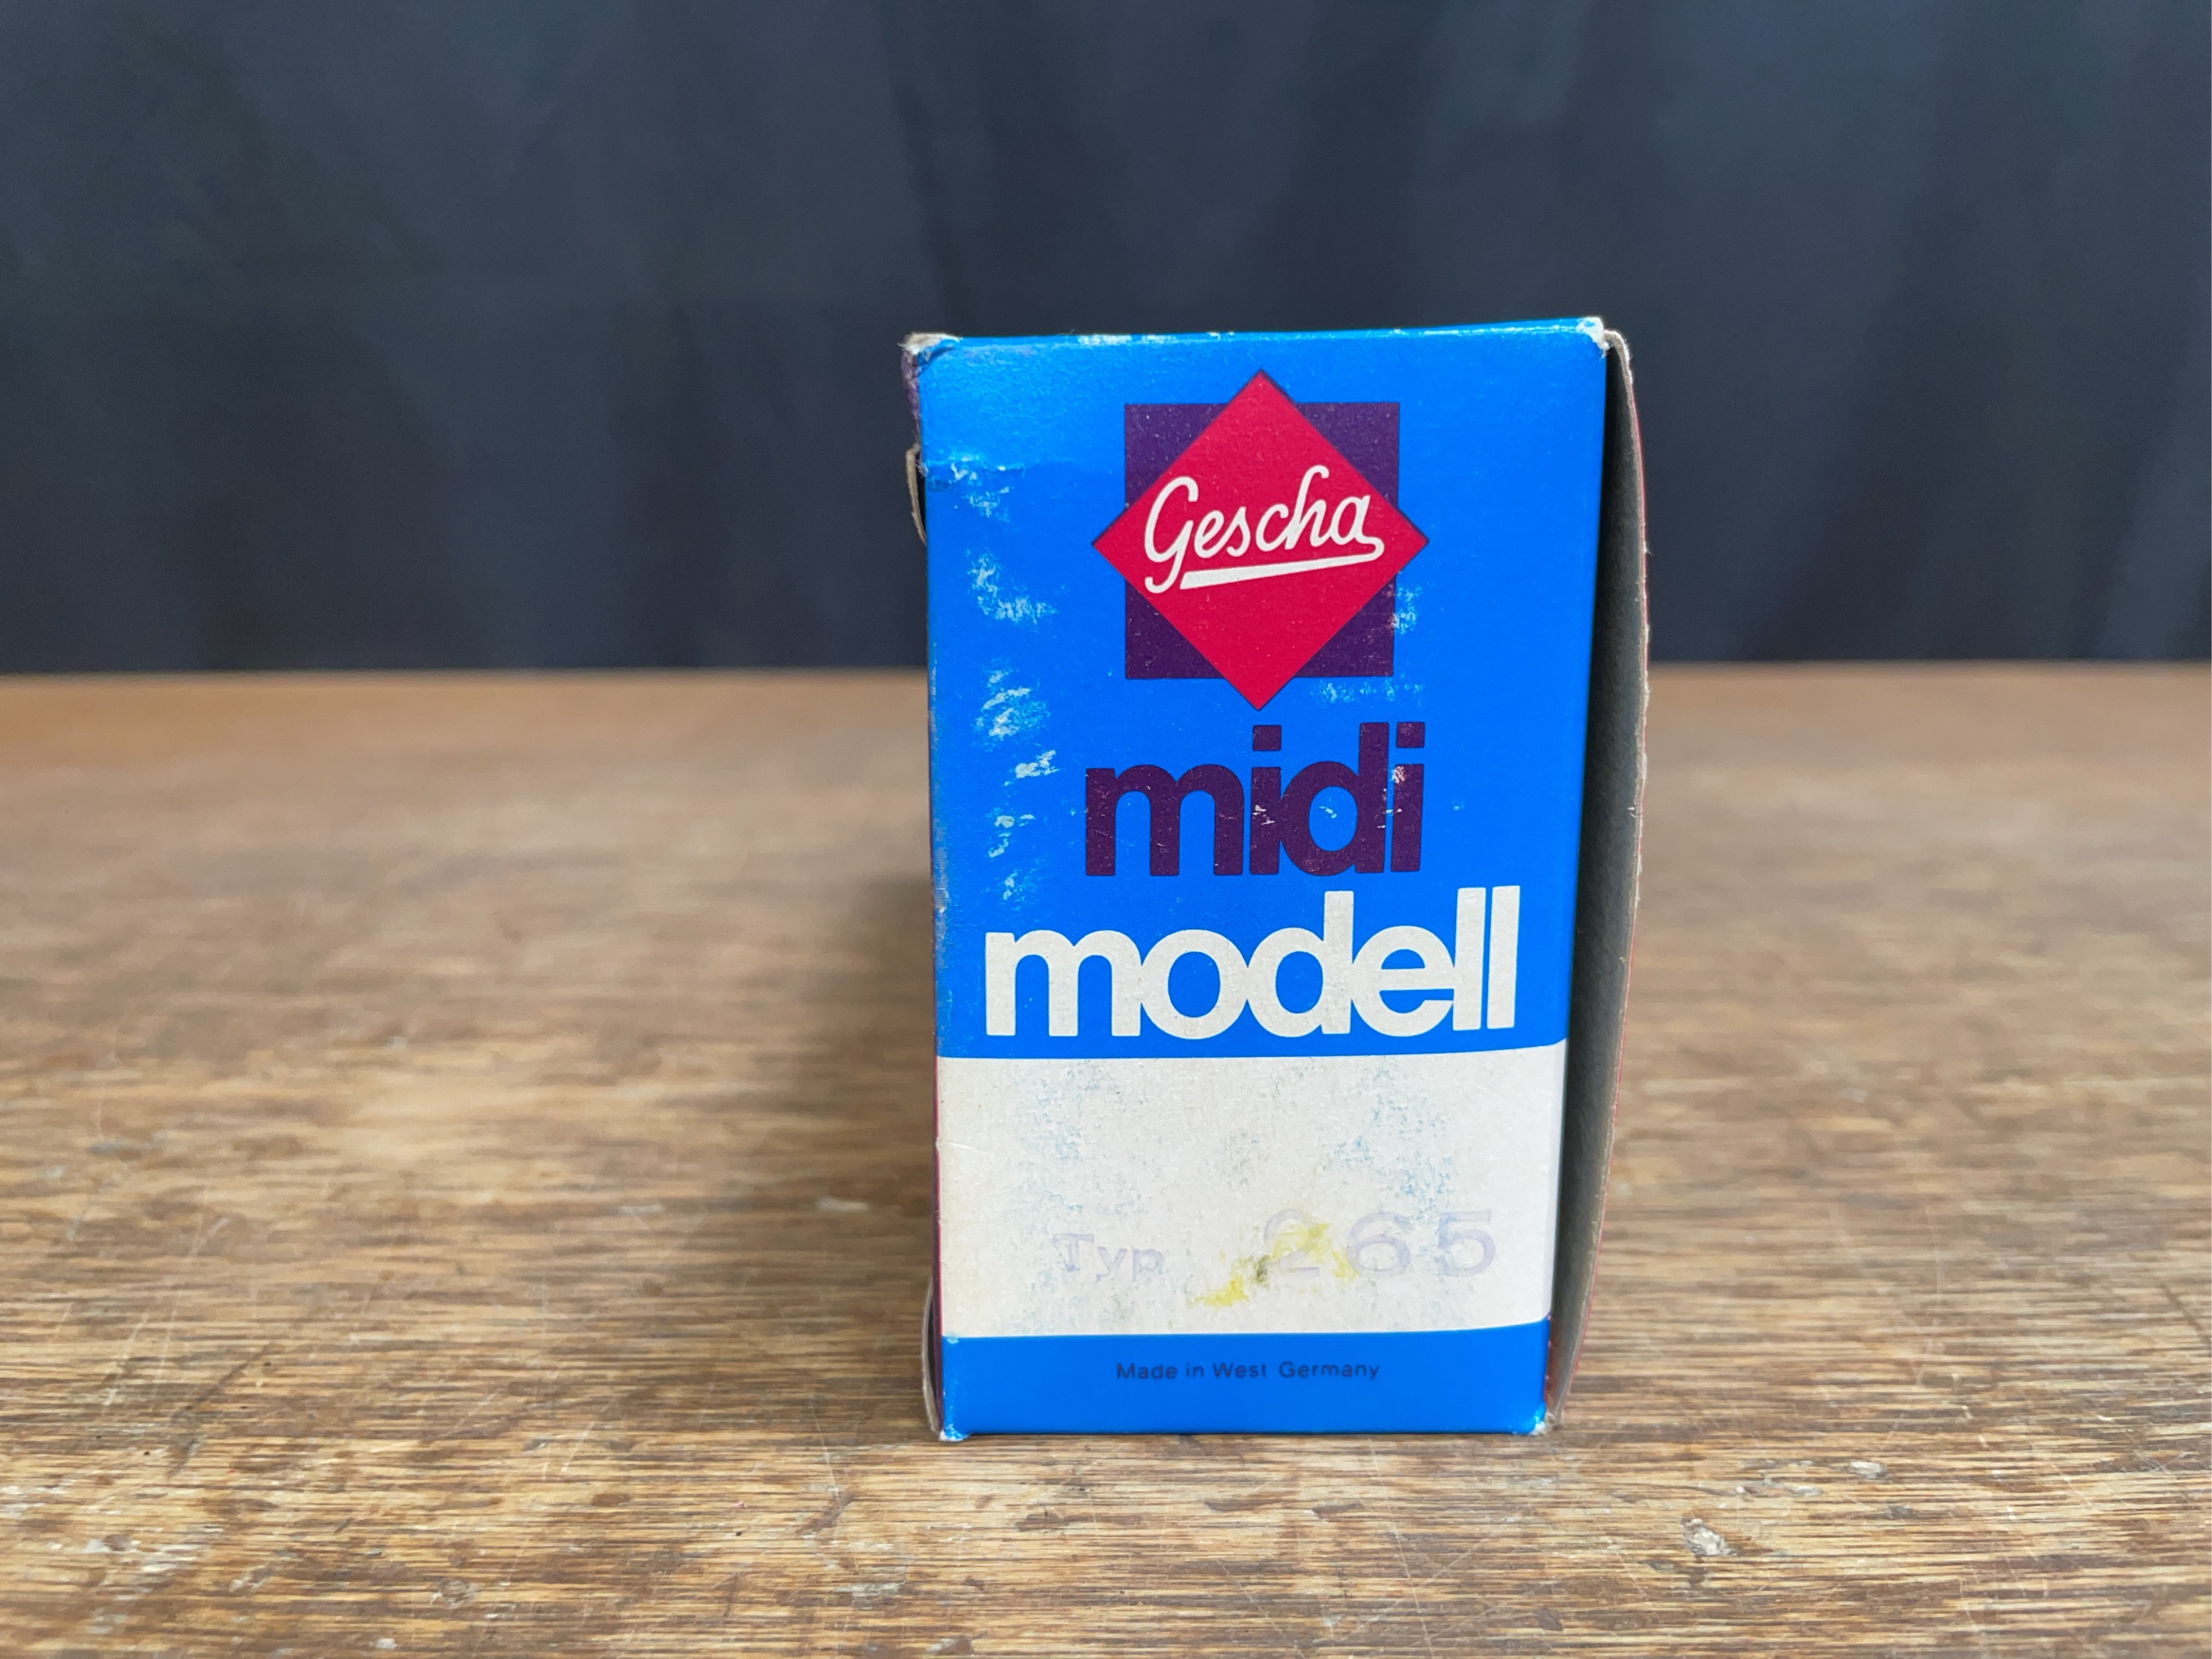 Gescha
midi
modell
Typ 265
Made in West Germany